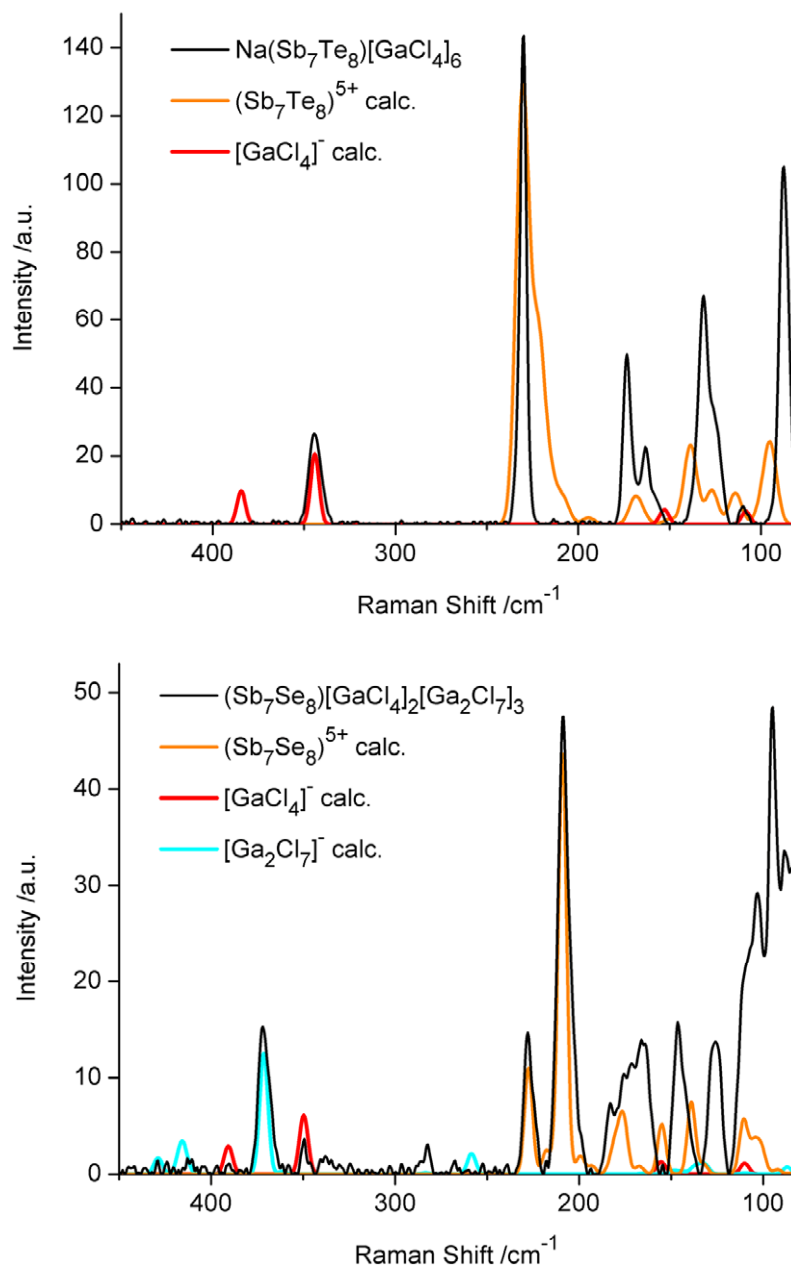 Na(Sb₇Te₈)[GaCl₄]₆
(Sb₇Te₈)⁵⁺ calc.
[GaCl₄]⁻ calc.
Intensity /a.u.
140
120
100
80
60
40
20
0
400 300 200 100
Raman Shift /cm⁻¹
(Sb₇Se₈)[GaCl₄]₂[Ga₂Cl₇]₃
(Sb₇Se₈)⁵⁺ calc.
[GaCl₄]⁻ calc.
[Ga₂Cl₇]⁻ calc.
Intensity /a.u.
50
40
30
20
10
0
400 300 200 100
Raman Shift /cm⁻¹